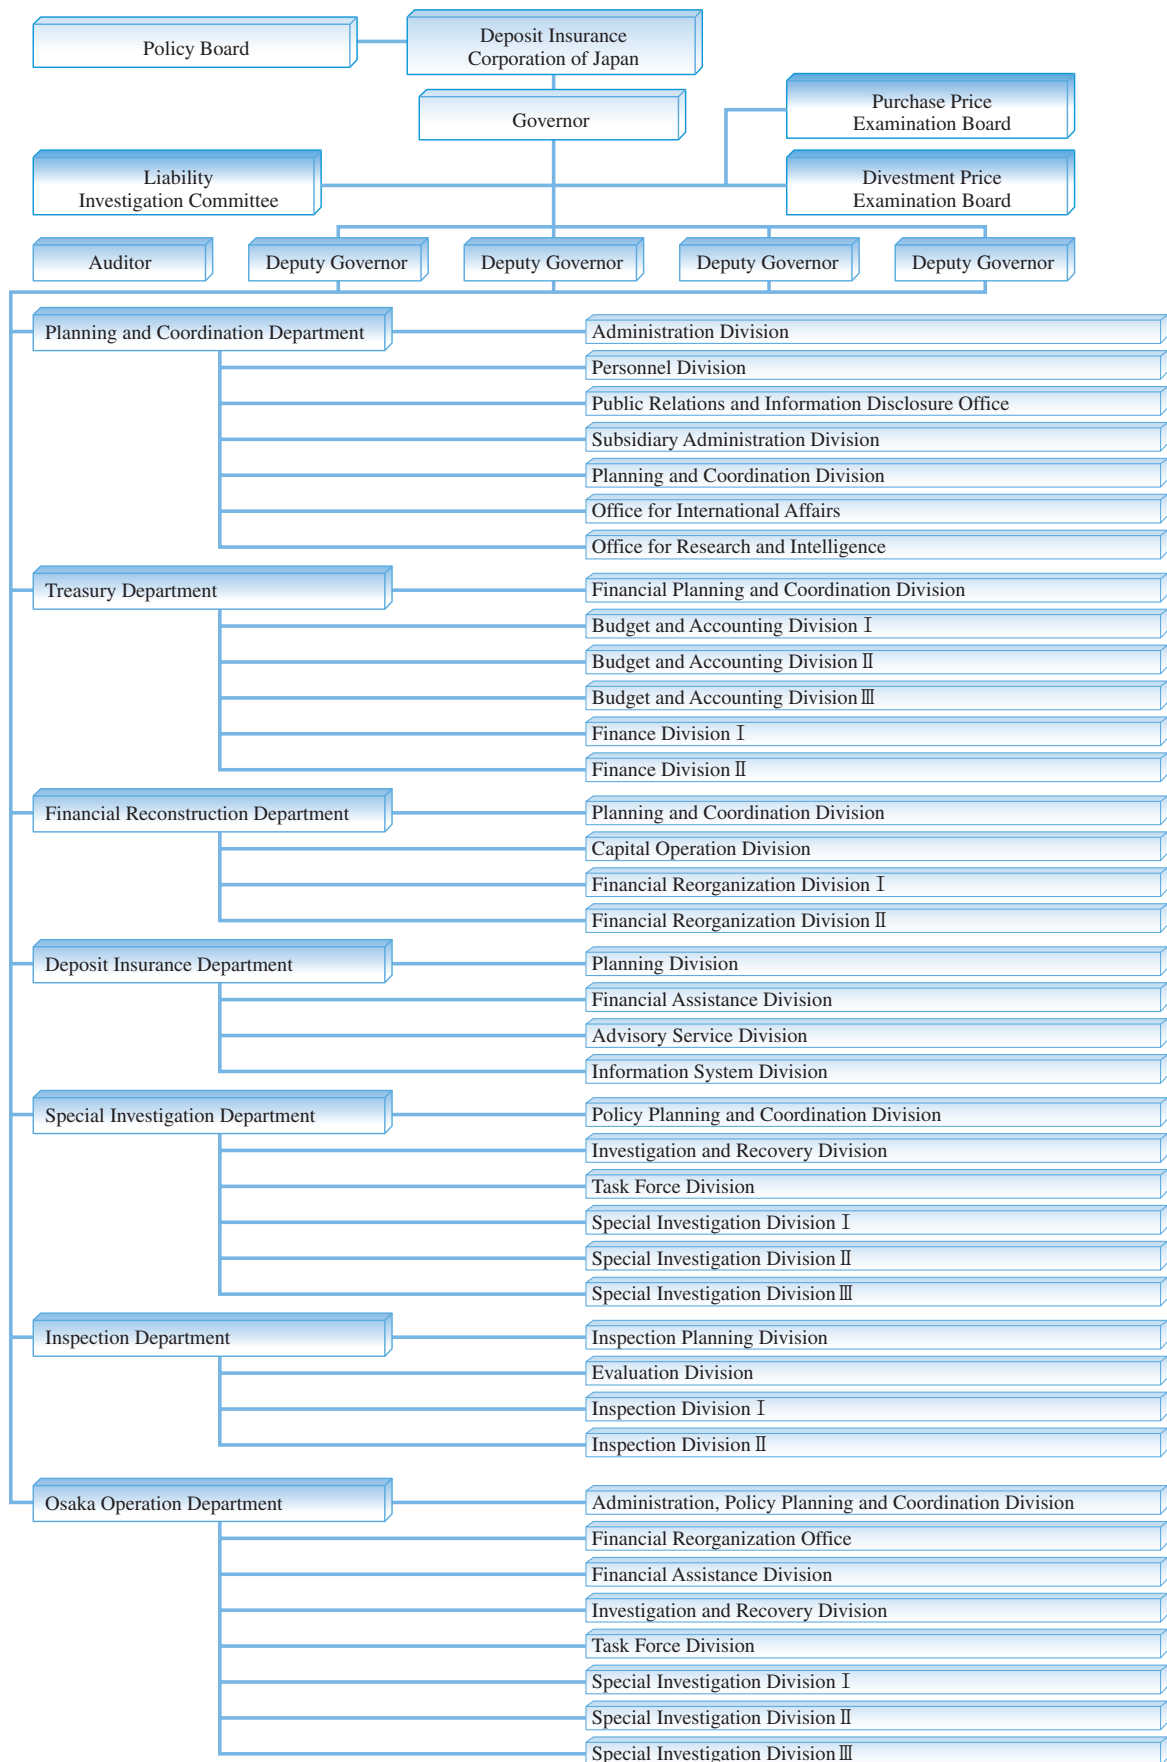 Policy Board
Deposit Insurance
Corporation of Japan
Governor
Purchase Price
Examination Board
Liability
Investigation Committee
Divestment Price
Examination Board
Auditor
Deputy Governor
Deputy Governor
Deputy Governor
Deputy Governor
Planning and Coordination Department
Administration Division
Personnel Division
Public Relations and Information Disclosure Office
Subsidiary Administration Division
Planning and Coordination Division
Office for International Affairs
Office for Research and Intelligence
Treasury Department
Financial Planning and Coordination Division
Budget and Accounting Division Ⅰ
Budget and Accounting Division Ⅱ
Budget and Accounting Division Ⅲ
Finance Division Ⅰ
Finance Division Ⅱ
Financial Reconstruction Department
Planning and Coordination Division
Capital Operation Division
Financial Reorganization Division Ⅰ
Financial Reorganization Division Ⅱ
Deposit Insurance Department
Planning Division
Financial Assistance Division
Advisory Service Division
Information System Division
Special Investigation Department
Policy Planning and Coordination Division
Investigation and Recovery Division
Task Force Division
Special Investigation Division Ⅰ
Special Investigation Division Ⅱ
Special Investigation Division Ⅲ
Inspection Department
Inspection Planning Division
Evaluation Division
Inspection Division Ⅰ
Inspection Division Ⅱ
Osaka Operation Department
Administration, Policy Planning and Coordination Division
Financial Reorganization Office
Financial Assistance Division
Investigation and Recovery Division
Task Force Division
Special Investigation Division Ⅰ
Special Investigation Division Ⅱ
Special Investigation Division Ⅲ